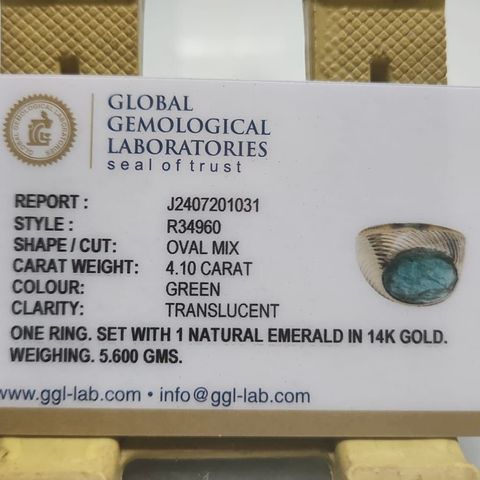 GLOBAL
GEMOLOGICAL
LABORATORIES
seal of trust
REPORT : J2407201031
STYLE : R34960
SHAPE / CUT: OVAL MIX
CARAT WEIGHT: 4.10 CARAT
COLOUR: GREEN
CLARITY: TRANSLUCENT
ONE RING. SET WITH 1 NATURAL EMERALD IN 14K GOLD.
WEIGHING. 5.600 GMS.
www.ggl-lab.com • info@ggl-lab.com